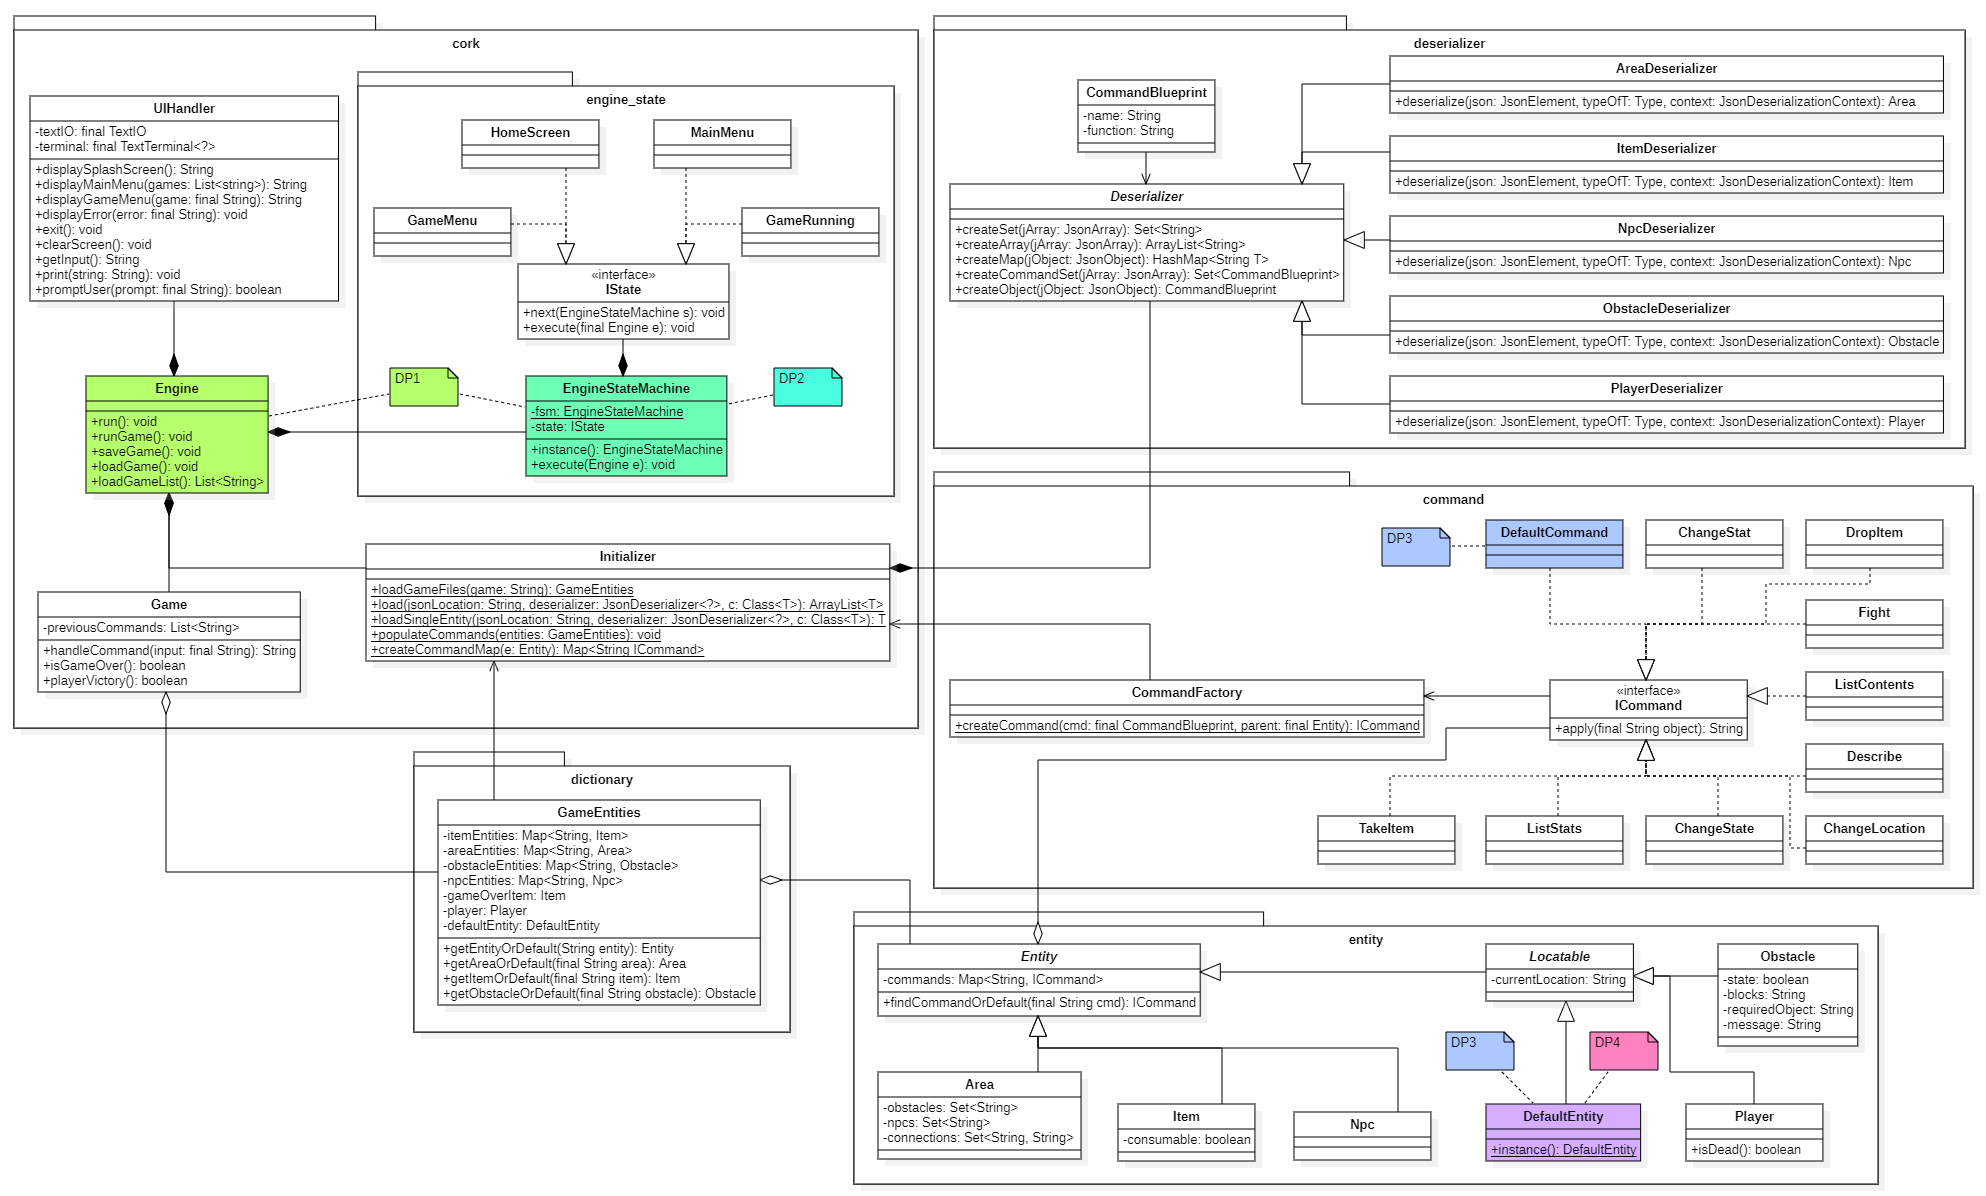 cork
UIHandler
-textIO: final TextIO
-terminal: final TextTerminal<?>
+displaySplashScreen(): String
+displayMainMenu(games: List<string>): String
+displayGameMenu(game: final String): String
+displayError(error: final String): void
+exit(): void
+clearScreen(): void
+getInput(): String
+print(string: String): void
+promptUser(prompt: final String): boolean
engine_state
HomeScreen
MainMenu
GameMenu
GameRunning
«interface»
IState
+next(EngineStateMachine s): void
+execute(final Engine e): void
DP1
DP2
Engine
+run(): void
+runGame(): void
+saveGame(): void
+loadGame(): void
+loadGameList(): List<String>
EngineStateMachine
-fsm: EngineStateMachine
-state: IState
+instance(): EngineStateMachine
+execute(Engine e): void
Initializer
+loadGameFiles(game: String): GameEntities
+load(jsonLocation: String, deserializer: JsonDeserializer<?>, c: Class<T>): ArrayList<T>
+loadSingleEntity(jsonLocation: String, deserializer: JsonDeserializer<?>, c: Class<T>): T
+populateCommands(entities: GameEntities): void
+createCommandMap(e: Entity): Map<String ICommand>
Game
-previousCommands: List<String>
+handleCommand(input: final String): String
+isGameOver(): boolean
+playerVictory(): boolean
deserializer
CommandBlueprint
-name: String
-function: String
Deserializer
+createSet(jArray: JsonArray): Set<String>
+createArray(jArray: JsonArray): ArrayList<String>
+createMap(jObject: JsonObject): HashMap<String T>
+createCommandSet(jArray: JsonArray): Set<CommandBlueprint>
+createObject(jObject: JsonObject): CommandBlueprint
AreaDeserializer
+deserialize(json: JsonElement, typeOfT: Type, context: JsonDeserializationContext): Area
ItemDeserializer
+deserialize(json: JsonElement, typeOfT: Type, context: JsonDeserializationContext): Item
NpcDeserializer
+deserialize(json: JsonElement, typeOfT: Type, context: JsonDeserializationContext): Npc
ObstacleDeserializer
+deserialize(json: JsonElement, typeOfT: Type, context: JsonDeserializationContext): Obstacle
PlayerDeserializer
+deserialize(json: JsonElement, typeOfT: Type, context: JsonDeserializationContext): Player
command
DP3
DefaultCommand
ChangeStat
DropItem
Fight
CommandFactory
+createCommand(cmd: final CommandBlueprint, parent: final Entity): ICommand
«interface»
ICommand
+apply(final String object): String
ListContents
Describe
TakeItem
ListStats
ChangeState
ChangeLocation
dictionary
GameEntities
-itemEntities: Map<String, Item>
-areaEntities: Map<String, Area>
-obstacleEntities: Map<String, Obstacle>
-npcEntities: Map<String, Npc>
-gameOverItem: Item
-player: Player
-defaultEntity: DefaultEntity
+getEntityOrDefault(String entity): Entity
+getAreaOrDefault(final String area): Area
+getItemOrDefault(final String item): Item
+getObstacleOrDefault(final String obstacle): Obstacle
entity
Entity
-commands: Map<String, ICommand>
+findCommandOrDefault(final String cmd): ICommand
Locatable
-currentLocation: String
Obstacle
-state: boolean
-blocks: String
-requiredObject: String
-message: String
DP3
DP4
Area
-obstacles: Set<String>
-npcs: Set<String>
-connections: Set<String, String>
Item
-consumable: boolean
Npc
DefaultEntity
+instance(): DefaultEntity
Player
+isDead(): boolean